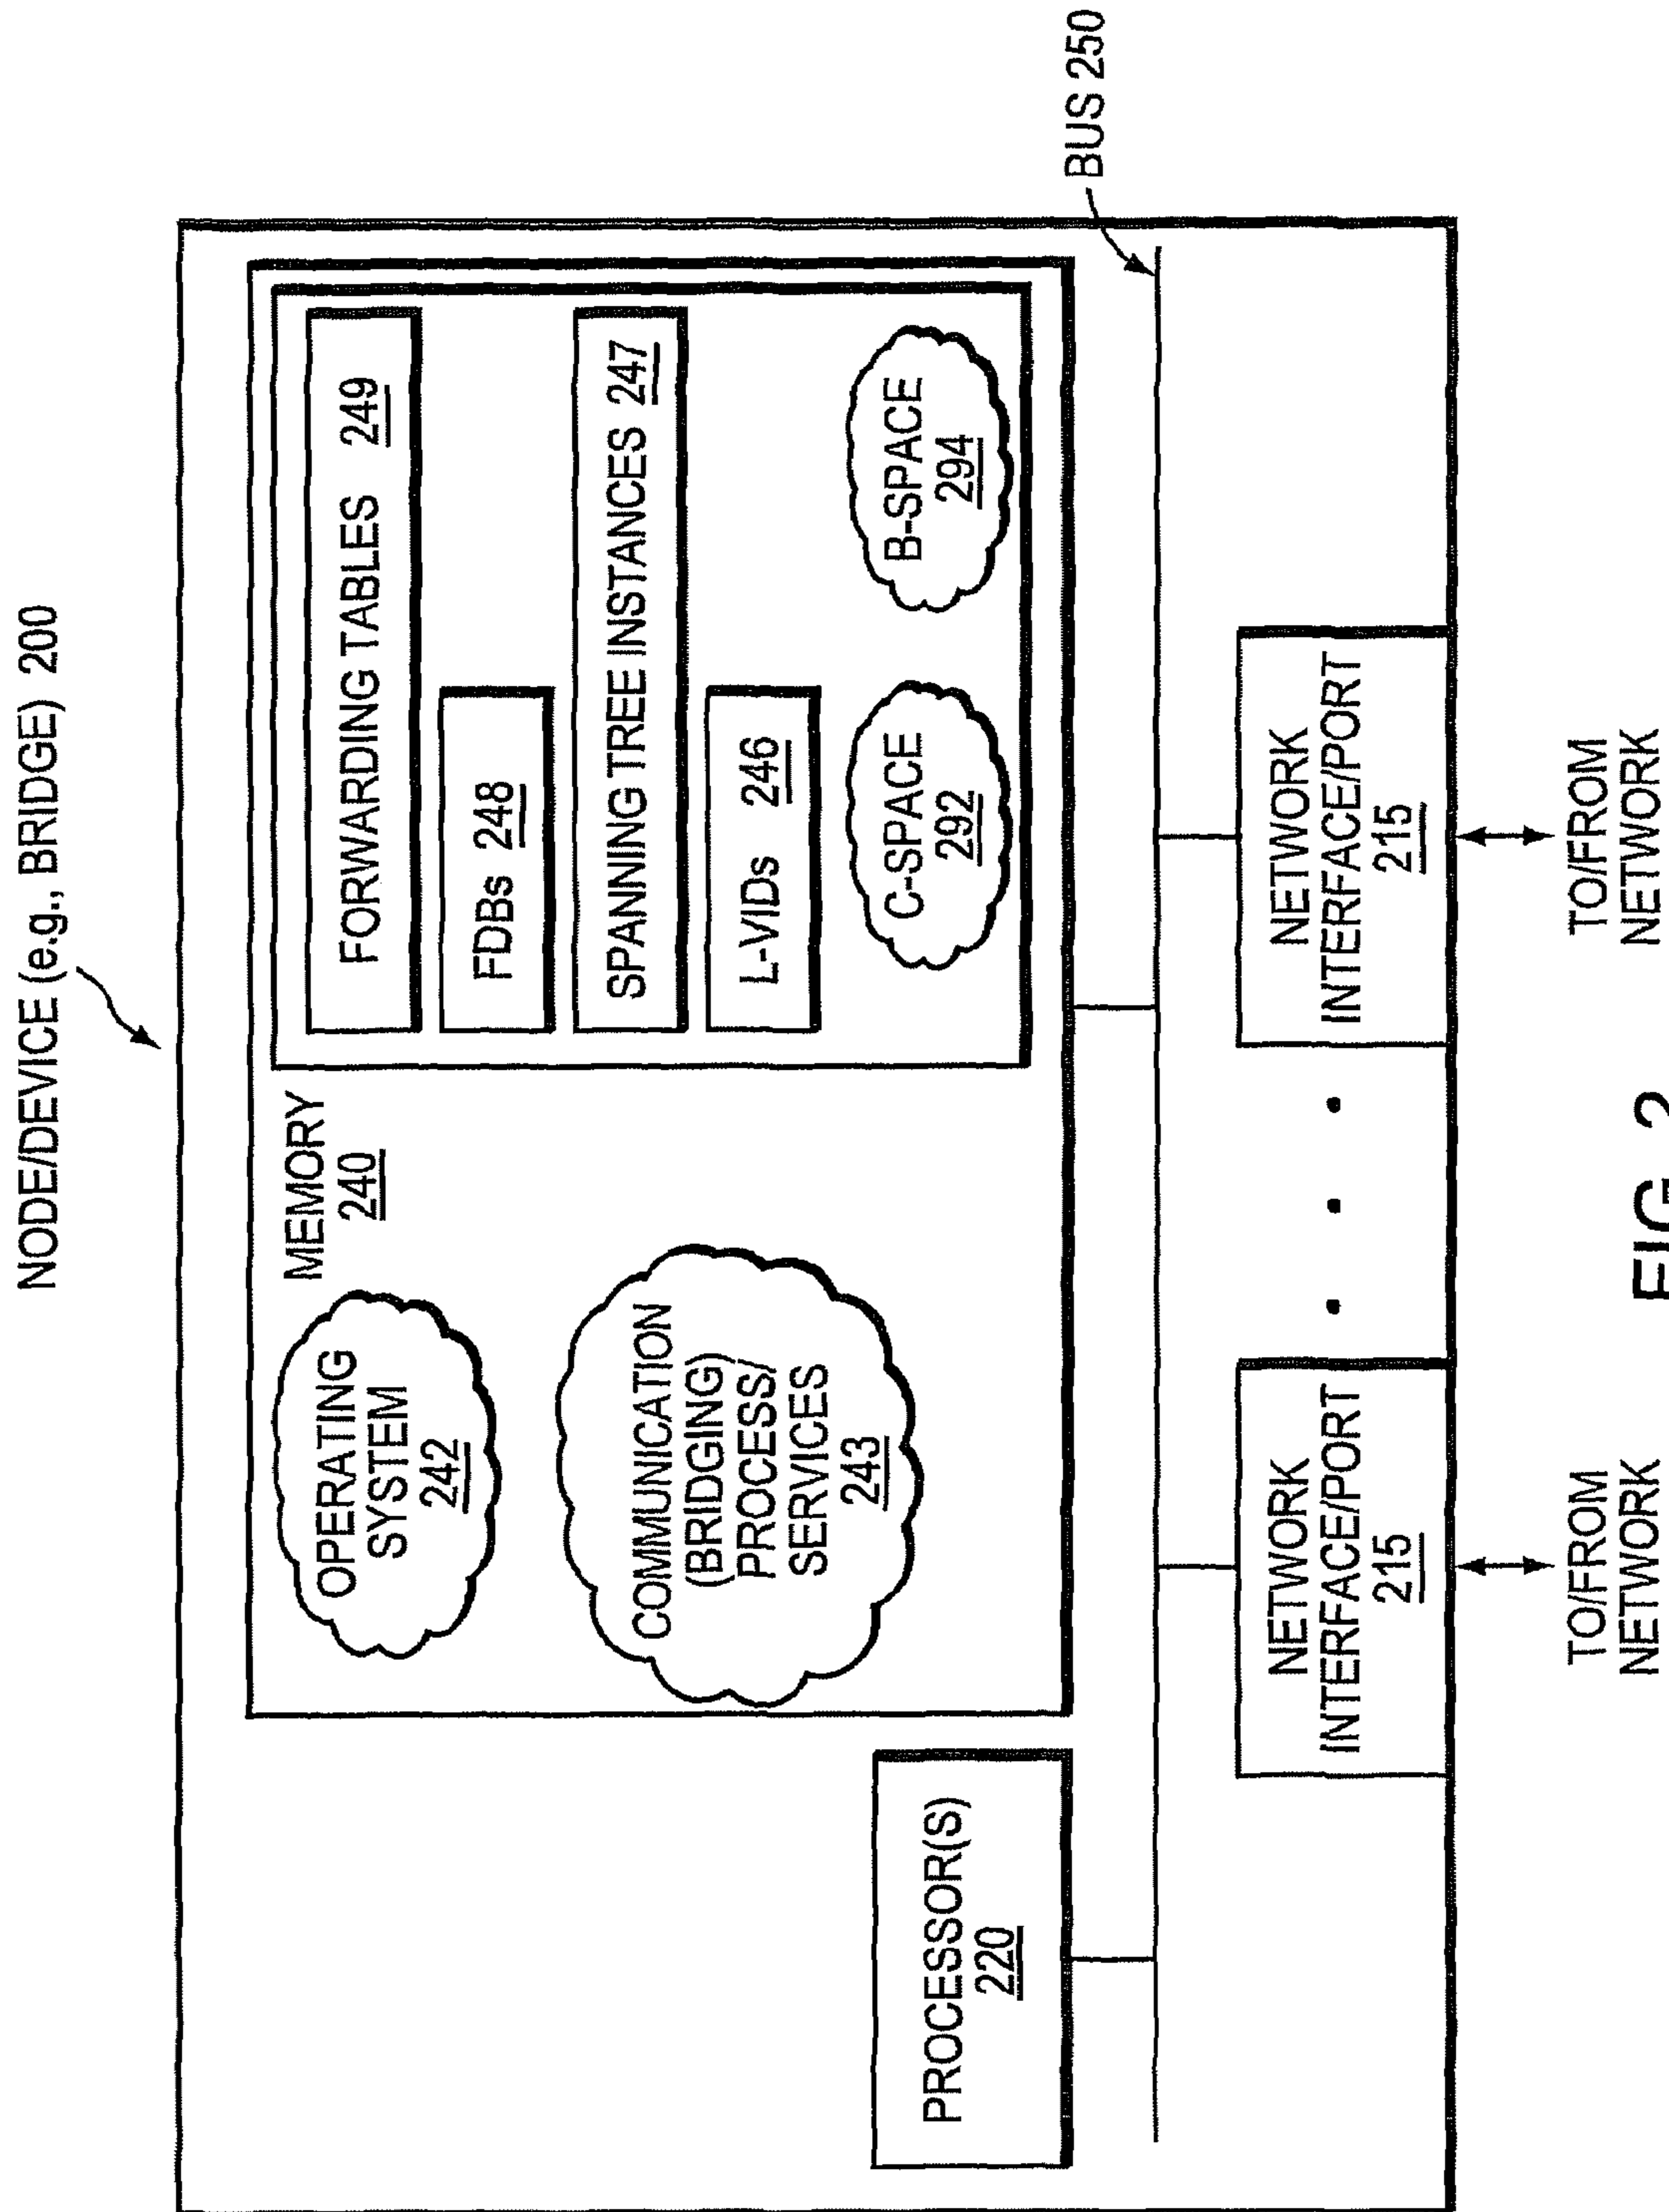 NODE/DEVICE (e.g., BRIDGE) 200
OPERATING
SYSTEM
242
COMMUNICATION
(BRIDGING)
PROCESS/
SERVICES
243
MEMORY
240
FORWARDING TABLES 249
FDBs 248
SPANNING TREE INSTANCES 247
L-VIDs 246
C-SPACE
292
B-SPACE
294
PROCESSOR(S)
220
BUS 250
NETWORK
INTERFACE/PORT
215
NETWORK
INTERFACE/PORT
215
TO/FROM
NETWORK
TO/FROM
NETWORK
FIG. 2